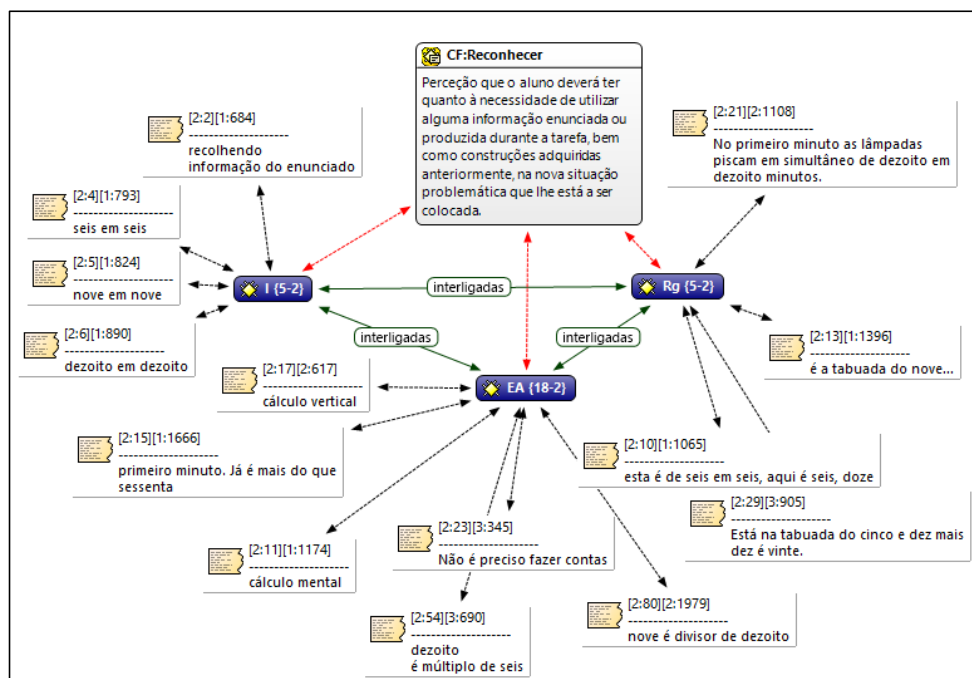 CF:Reconhecer
Perceção que o aluno deverá ter
quanto à necessidade de utilizar
alguma informação enunciada ou
produzida durante a tarefa, bem
como construções adquiridas
anteriormente, na nova situação
problemática que lhe está a ser
colocada.
[2:2][1:684]
--------------------
recolhendo
informação do enunciado
[2:21][2:1108]
--------------------
No primeiro minuto as lâmpadas
piscam em simultâneo de dezoito em
dezoito minutos.
[2:4][1:793]
--------------------
seis em seis
[2:5][1:824]
--------------------
nove em nove
[2:6][1:890]
--------------------
dezoito em dezoito
I {5-2}
interligadas
Rg {5-2}
interligadas
interligadas
EA {18-2}
[2:13][1:1396]
--------------------
é a tabuada do nove...
[2:17][2:617]
--------------------
cálculo vertical
[2:15][1:1666]
--------------------
primeiro minuto. Já é mais do que
sessenta
[2:10][1:1065]
--------------------
esta é de seis em seis, aqui é seis, doze
[2:29][3:905]
--------------------
Está na tabuada do cinco e dez mais
dez é vinte.
[2:11][1:1174]
--------------------
cálculo mental
[2:23][3:345]
--------------------
Não é preciso fazer contas
[2:54][3:690]
--------------------
dezoito
é múltiplo de seis
[2:80][2:1979]
--------------------
nove é divisor de dezoito